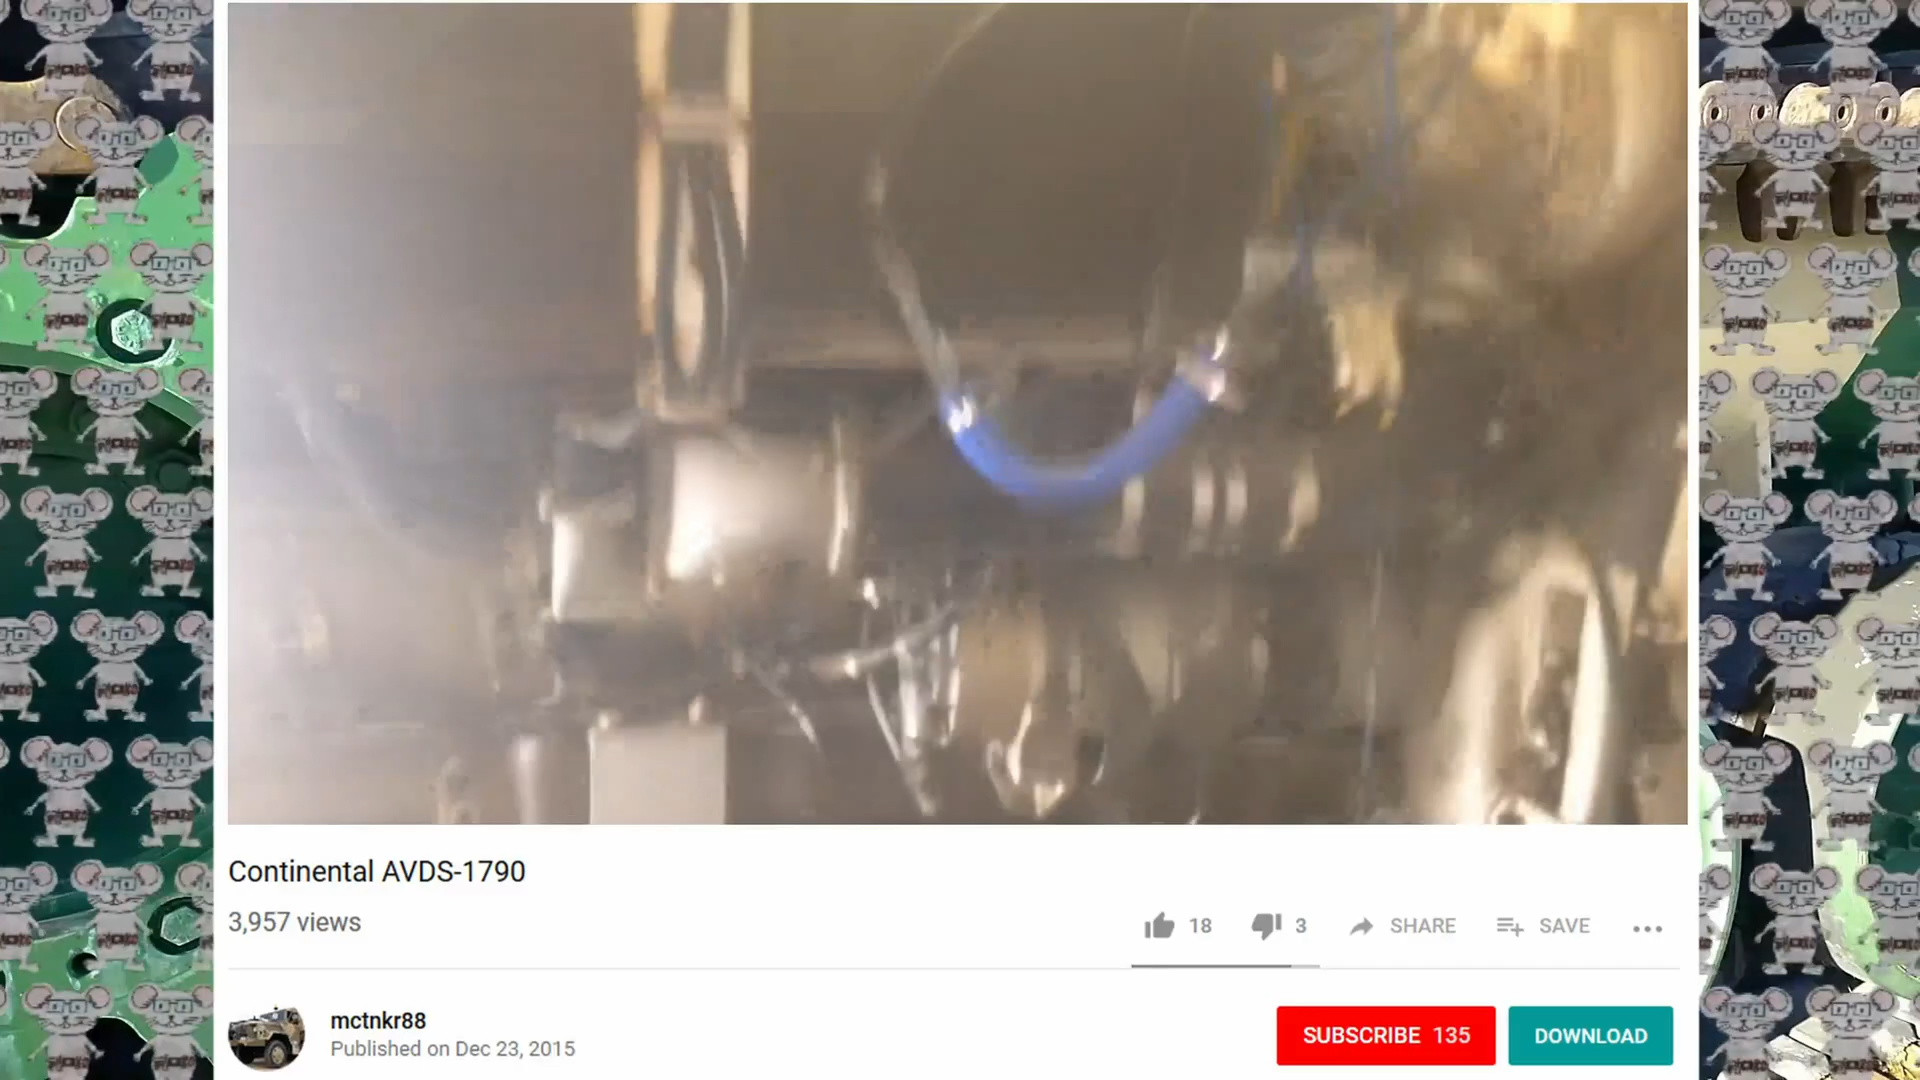 Continental AVDS-1790
3,957 views
18
3
SHARE
SAVE
mctnkr88
Published on Dec 23, 2015
SUBSCRIBE 135
DOWNLOAD